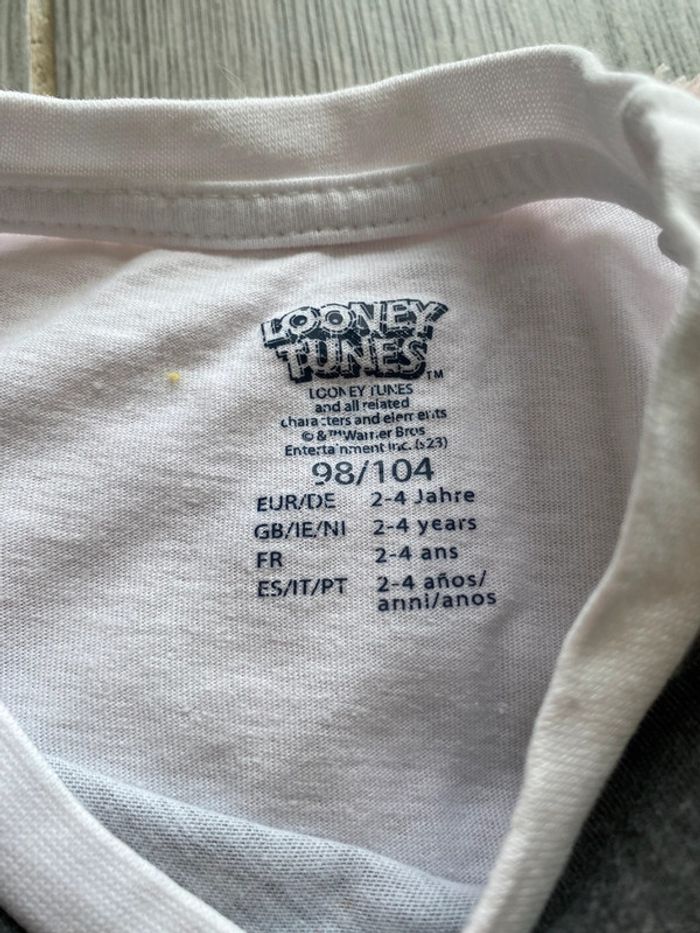 LOONEY
TUNES
TM
LOONEY TUNES
and all related
characters and elements
© & ™ Warner Bros
Entertainment Inc. (s23)
98/104
EUR/DE 2-4 Jahre
GB/IE/NI 2-4 years
FR 2-4 ans
ES/IT/PT 2-4 años/
anni/anos